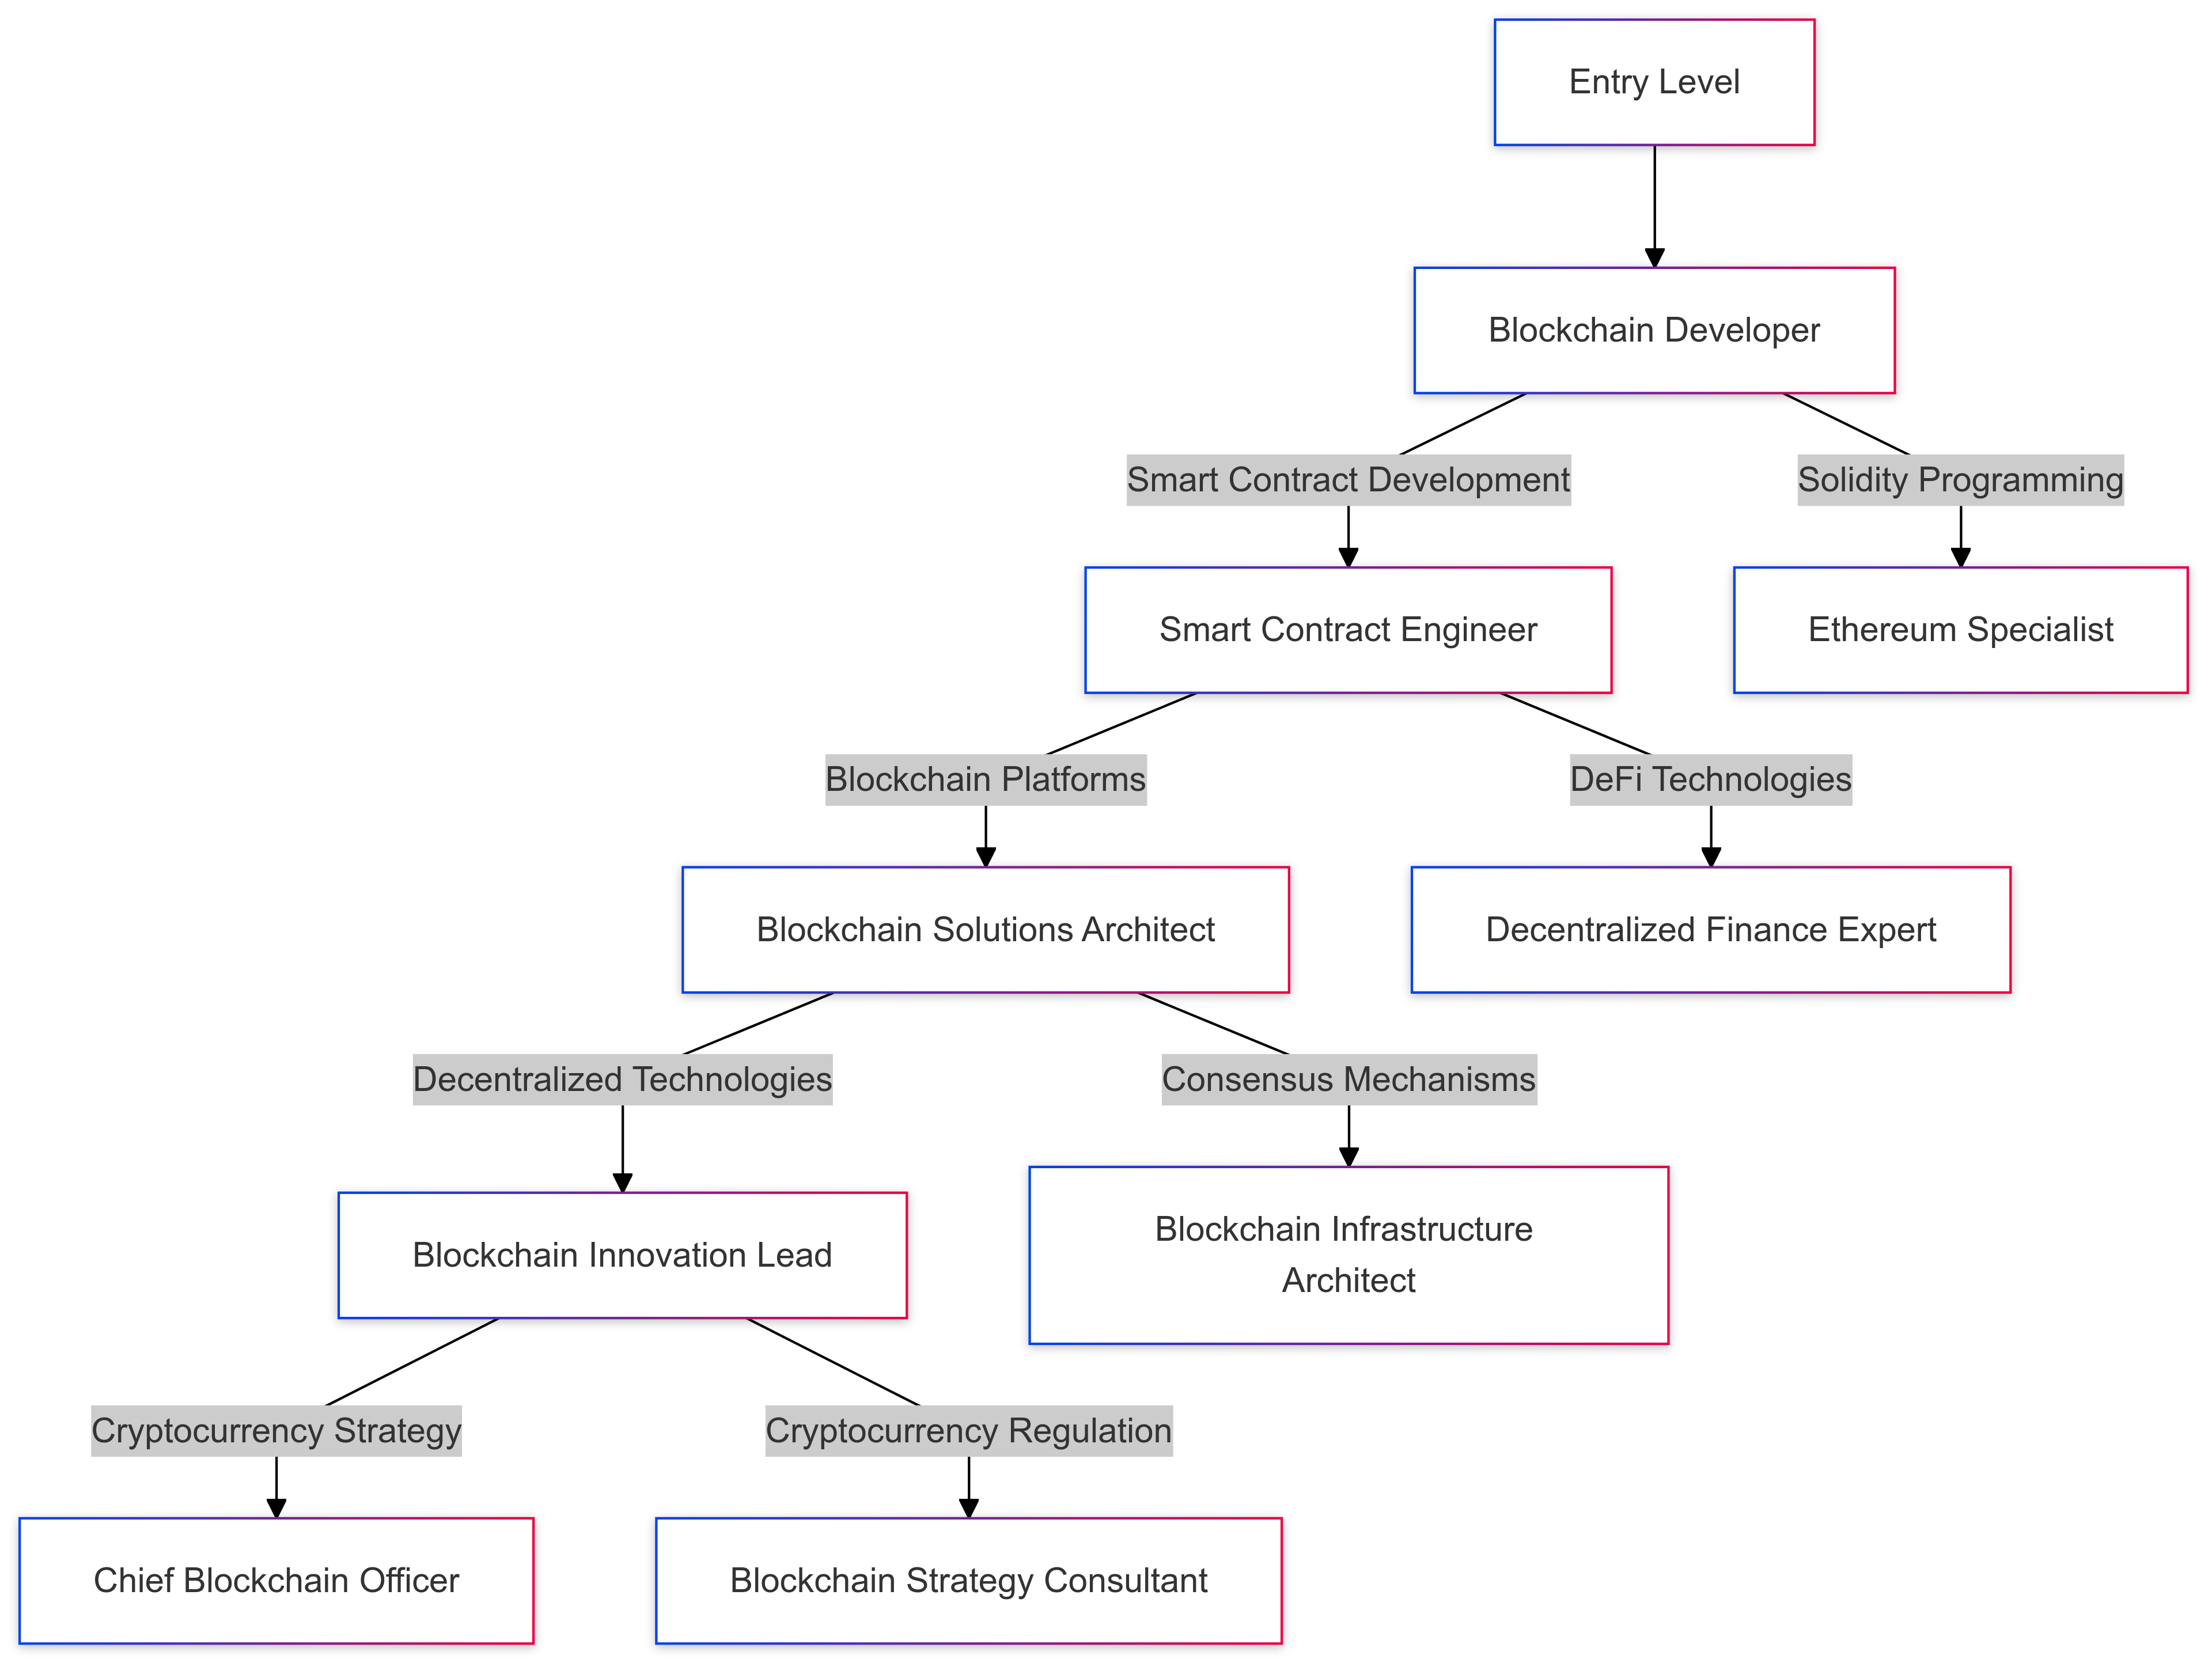 Entry Level
Blockchain Developer
Smart Contract Development
Solidity Programming
Smart Contract Engineer
Ethereum Specialist
Blockchain Platforms
DeFi Technologies
Blockchain Solutions Architect
Decentralized Finance Expert
Decentralized Technologies
Consensus Mechanisms
Blockchain Innovation Lead
Blockchain Infrastructure
Architect
Cryptocurrency Strategy
Cryptocurrency Regulation
Chief Blockchain Officer
Blockchain Strategy Consultant